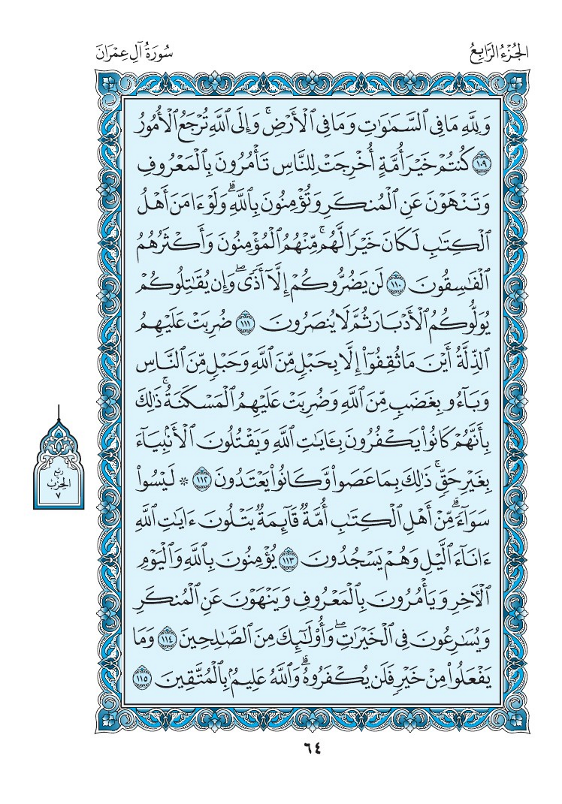 الجُزْءُ الرَّابِعُ
سُورَةُ آلِ عِمْرَانَ
وَلِلَّهِ مَا فِي ٱلسَّمَٰوَٰتِ وَمَا فِي ٱلْأَرْضِۚ وَإِلَى ٱللَّهِ تُرْجَعُ ٱلْأُمُورُ
١٠٩ كُنتُمْ خَيْرَ أُمَّةٍ أُخْرِجَتْ لِلنَّاسِ تَأْمُرُونَ بِٱلْمَعْرُوفِ
وَتَنْهَوْنَ عَنِ ٱلْمُنكَرِ وَتُؤْمِنُونَ بِٱللَّهِۗ وَلَوْ ءَامَنَ أَهْلُ
ٱلْكِتَٰبِ لَكَانَ خَيْرًا لَّهُمۚ مِّنْهُمُ ٱلْمُؤْمِنُونَ وَأَكْثَرُهُمُ
ٱلْفَٰسِقُونَ ١١٠ لَن يَضُرُّوكُمْ إِلَّآ أَذًىۖ وَإِن يُقَٰتِلُوكُمْ
يُوَلُّوكُمُ ٱلْأَدْبَارَ ثُمَّ لَا يُنصَرُونَ ١١١ ضُرِبَتْ عَلَيْهِمُ
ٱلذِّلَّةُ أَيْنَ مَا ثُقِفُوٓا۟ إِلَّا بِحَبْلٍ مِّنَ ٱللَّهِ وَحَبْلٍ مِّنَ ٱلنَّاسِ
وَبَآءُو بِغَضَبٍ مِّنَ ٱللَّهِ وَضُرِبَتْ عَلَيْهِمُ ٱلْمَسْكَنَةُۚ ذَٰلِكَ
بِأَنَّهُمْ كَانُوا۟ يَكْفُرُونَ بِـَٔايَٰتِ ٱللَّهِ وَيَقْتُلُونَ ٱلْأَنۢبِيَآءَ
بِغَيْرِ حَقٍّۚ ذَٰلِكَ بِمَا عَصَوا۟ وَّكَانُوا۟ يَعْتَدُونَ ١١٢ ۞ لَيْسُوا۟
سَوَآءًۗ مِّنْ أَهْلِ ٱلْكِتَٰبِ أُمَّةٌ قَآئِمَةٌ يَتْلُونَ ءَايَٰتِ ٱللَّهِ
ءَانَآءَ ٱلَّيْلِ وَهُمْ يَسْجُدُونَ ١١٣ يُؤْمِنُونَ بِٱللَّهِ وَٱلْيَوْمِ
ٱلْءَاخِرِ وَيَأْمُرُونَ بِٱلْمَعْرُوفِ وَيَنْهَوْنَ عَنِ ٱلْمُنكَرِ
وَيُسَٰرِعُونَ فِي ٱلْخَيْرَٰتِۖ وَأُو۟لَٰٓئِكَ مِنَ ٱلصَّٰلِحِينَ ١١٤ وَمَا
يَفْعَلُوا۟ مِنْ خَيْرٍ فَلَن يُكْفَرُوهُۗ وَٱللَّهُ عَلِيمٌۢ بِٱلْمُتَّقِينَ ١١٥
ربع
الحزب
٧
٦٤